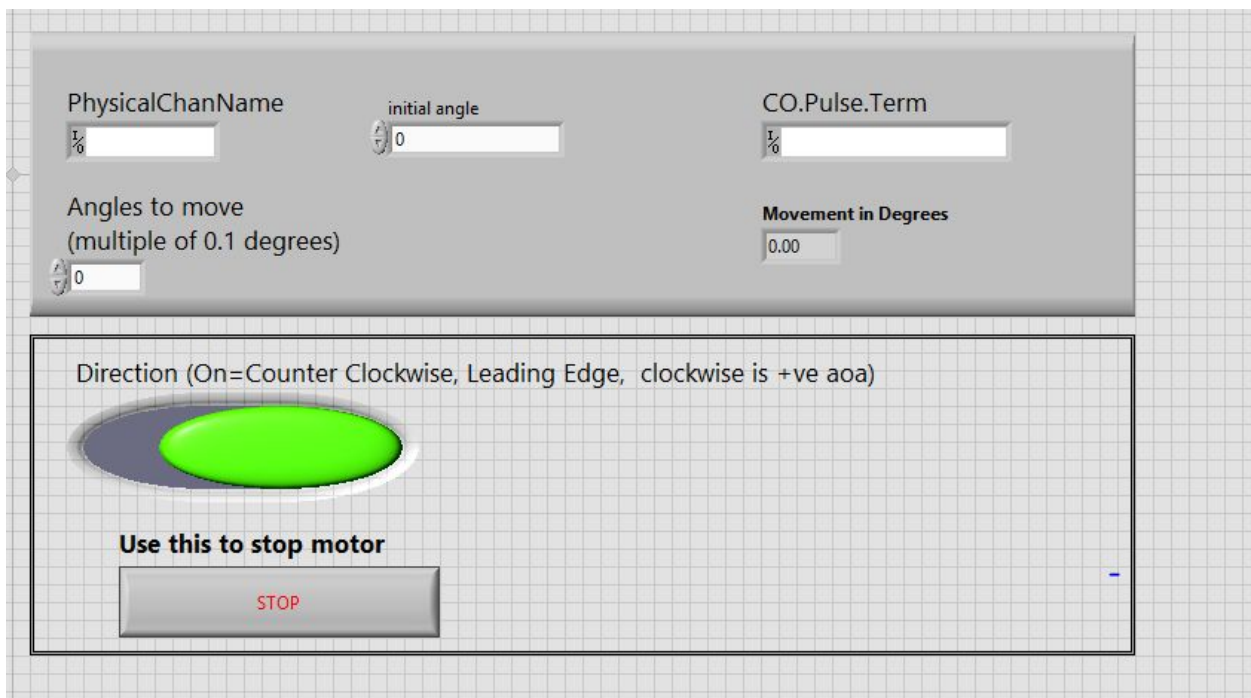 PhysicalChanName
initial angle
CO.Pulse.Term
I/O
0
I/O
Angles to move
(multiple of 0.1 degrees)
0
Movement in Degrees
0.00
Direction (On=Counter Clockwise, Leading Edge, clockwise is +ve aoa)
Use this to stop motor
STOP